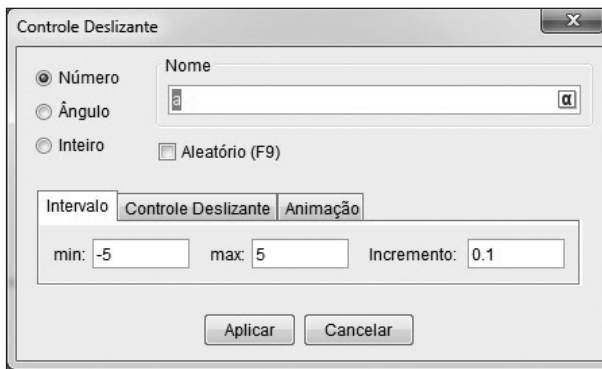 Controle Deslizante
x
Número
Ângulo
Inteiro
Nome
a
α
Aleatório (F9)
Intervalo Controle Deslizante Animação
min: -5 max: 5 Incremento: 0.1
Aplicar Cancelar